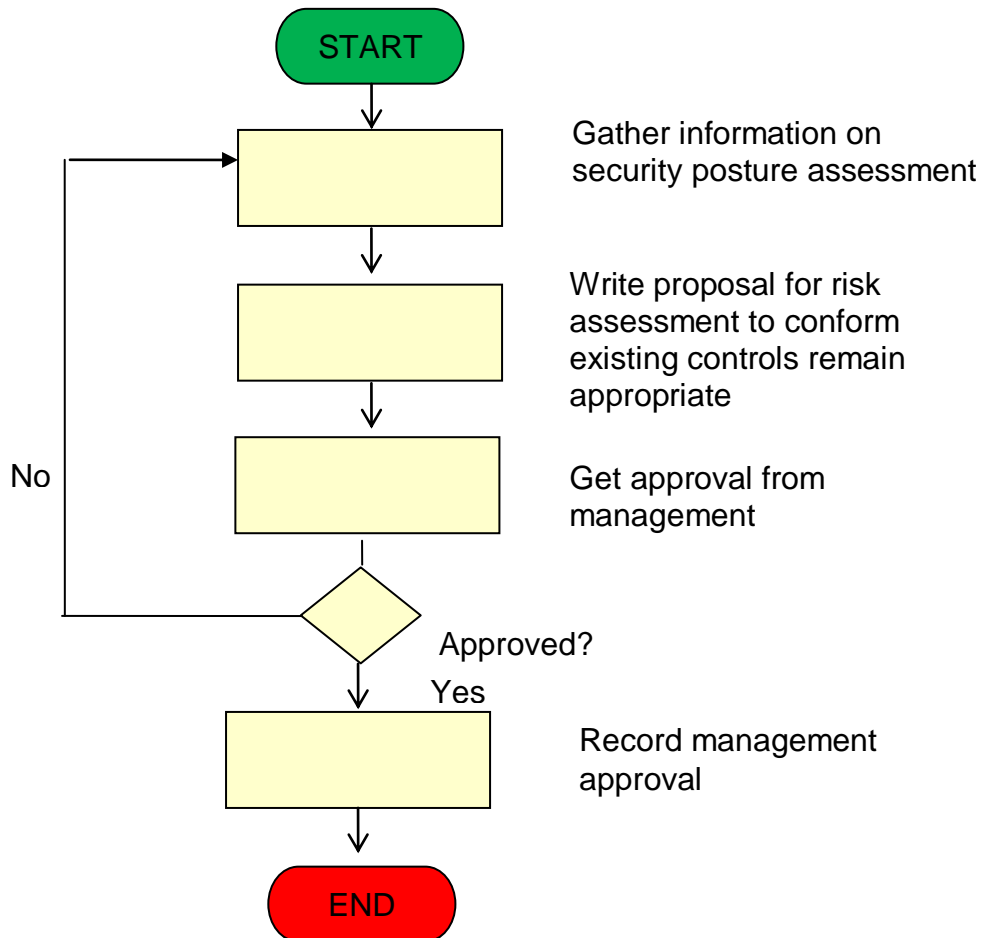 START
Gather information on
security posture assessment
Write proposal for risk
assessment to conform
existing controls remain
appropriate
No
Get approval from
management
Approved?
Yes
Record management
approval
END